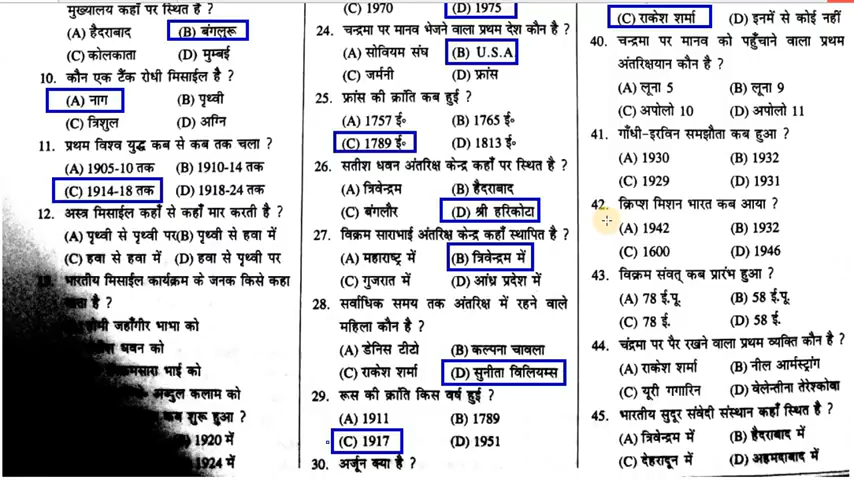 मुख्यालय कहाँ पर स्थित है ?
(A) हैदराबाद (B) बंगलूरू
(C) कोलकाता (D) मुम्बई
10. कौन एक टैंक रोधी मिसाईल है ?
(A) नाग (B) पृथ्वी
(C) त्रिशुल (D) अग्नि
11. प्रथम विश्व युद्ध कब से कब तक चला ?
(A) 1905-10 तक (B) 1910-14 तक
(C) 1914-18 तक (D) 1918-24 तक
12. अस्त्र मिसाईल कहाँ से कहाँ मार करती है ?
(A) पृथ्वी से पृथ्वी पर(B) पृथ्वी से हवा में
(C) हवा से हवा में (D) हवा से पृथ्वी पर
भारतीय मिसाईल कार्यक्रम के जनक किसे कहा
है ?
जहाँगीर भाभा को
धवन को
भाई को
अब्दुल कलाम को
कब शुरू हुआ ?
1920 में
1924 में
(C) 1970 (D) 1975
24. चन्द्रमा पर मानव भेजने वाला प्रथम देश कौन है ?
(A) सोवियम संघ (B) U.S.A
(C) जर्मनी (D) फ्रांस
25. फ्रांस की क्रांति कब हुई ?
(A) 1757 ई० (B) 1765 ई०
(C) 1789 ई० (D) 1813 ई०
26. सतीश धवन अंतरिक्ष केन्द्र कहाँ पर स्थित है ?
(A) त्रिवेन्द्रम (B) हैदराबाद
(C) बंगलौर (D) श्री हरिकोटा
27. विक्रम साराभाई अंतरिक्ष केन्द्र कहाँ स्थापित है ?
(A) महाराष्ट्र में (B) त्रिवेन्द्रम में
(C) गुजरात में (D) आंध्र प्रदेश में
28. सर्वाधिक समय तक अंतरिक्ष में रहने वाले
महिला कौन है ?
(A) डेनिस टीटो (B) कल्पना चावला
(C) राकेश शर्मा (D) सुनीता विलियम्स
29. रूस की क्रांति किस वर्ष हुई ?
(A) 1911 (B) 1789
(C) 1917 (D) 1951
30. अर्जून क्या है ?
(C) राकेश शर्मा (D) इनमें से कोई नहीं
40. चन्द्रमा पर मानव को पहुँचाने वाला प्रथम
अंतरिक्षयान कौन है ?
(A) लूना 5 (B) लूना 9
(C) अपोलो 10 (D) अपोलो 11
41. गाँधी-इरविन समझौता कब हुआ ?
(A) 1930 (B) 1932
(C) 1929 (D) 1931
42. क्रिप्श मिशन भारत कब आया ?
(A) 1942 (B) 1932
(C) 1600 (D) 1946
43. विक्रम संवत् कब प्रारंभ हुआ ?
(A) 78 ई.पू. (B) 58 ई.पू.
(C) 78 ई. (D) 58 ई.
44. चंद्रमा पर पैर रखने वाला प्रथम व्यक्ति कौन है ?
(A) राकेश शर्मा (B) नील आर्मस्ट्रांग
(C) यूरी गगारिन (D) वेलेन्तीना तेरेश्कोवा
45. भारतीय सुदूर संवेदी संस्थान कहाँ स्थित है ?
(A) त्रिवेन्द्रम में (B) हैदराबाद में
(C) देहरादून में (D) अहमदाबाद में